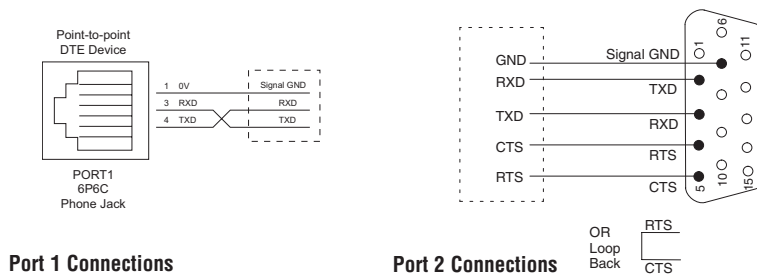 Point-to-point
DTE Device
1 0V Signal GND
3 RXD RXD
4 TXD TXD
PORT1
6P6C
Phone Jack
Port 1 Connections
6
1
11
GND Signal GND
RXD TXD
TXD RXD
CTS RTS
RTS CTS
5
10
15
OR
Loop
Back
RTS
CTS
Port 2 Connections